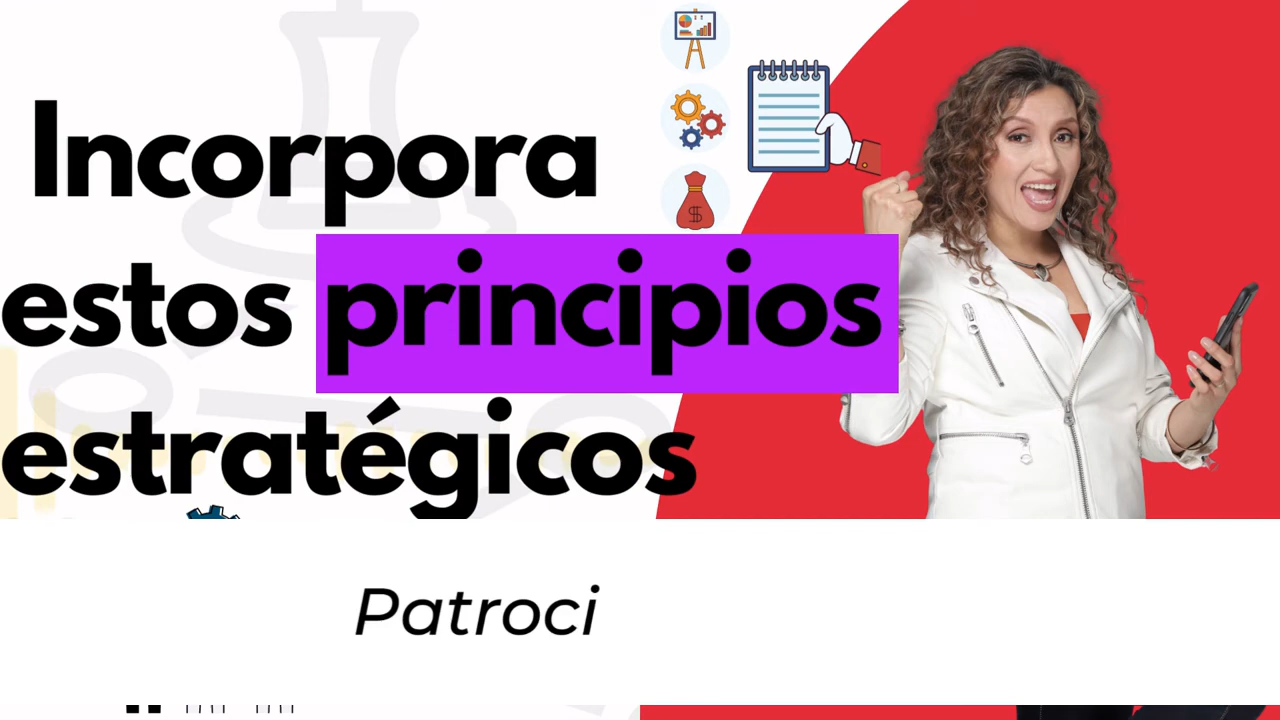 Incorpora
estos principios
estratégicos
Patroci